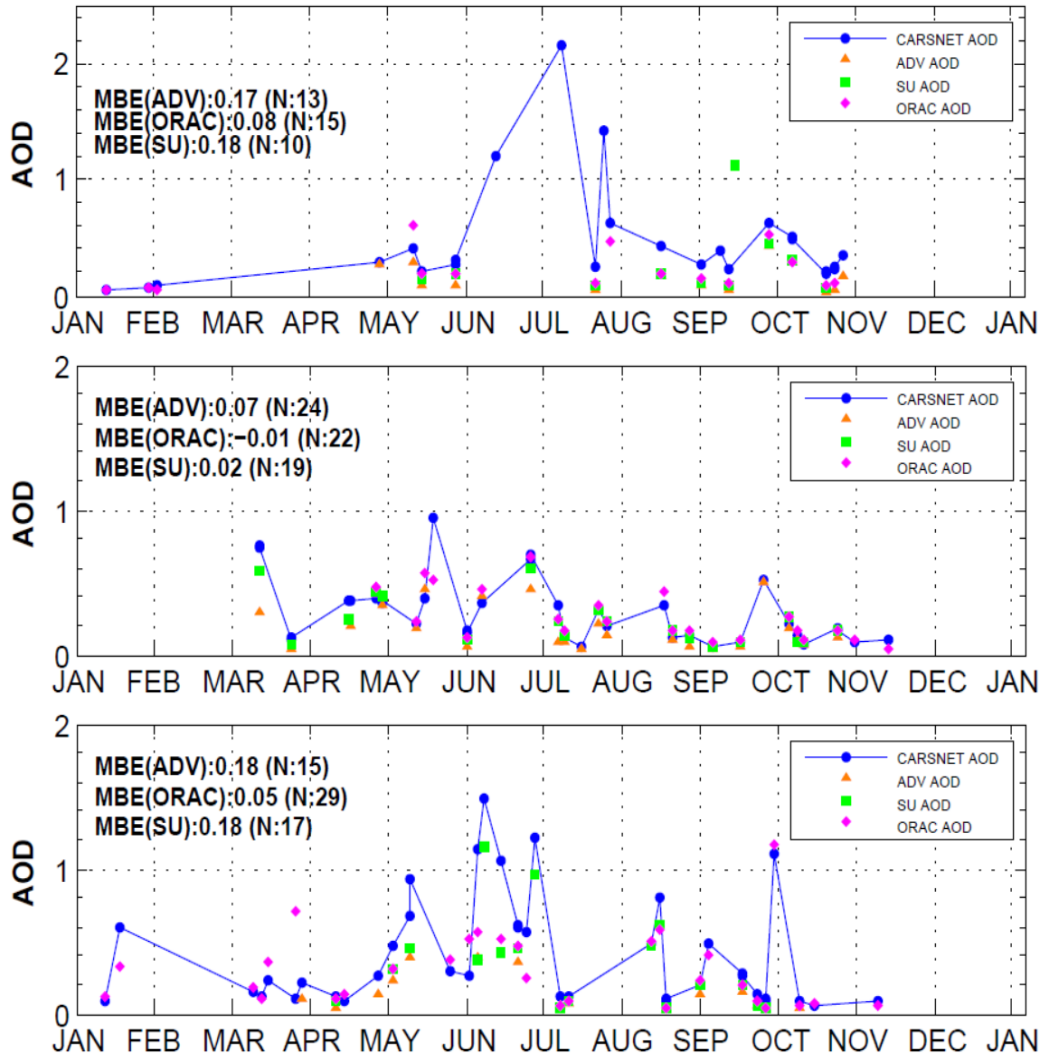 2
1
0
AOD
MBE(ADV):0.17 (N:13)
MBE(ORAC):0.08 (N:15)
MBE(SU):0.18 (N:10)
CARSNET AOD
ADV AOD
SU AOD
ORAC AOD
JAN FEB MAR APR MAY JUN JUL AUG SEP OCT NOV DEC JAN
2
1
0
AOD
MBE(ADV):0.07 (N:24)
MBE(ORAC):−0.01 (N:22)
MBE(SU):0.02 (N:19)
CARSNET AOD
ADV AOD
SU AOD
ORAC AOD
JAN FEB MAR APR MAY JUN JUL AUG SEP OCT NOV DEC JAN
2
1
0
AOD
MBE(ADV):0.18 (N:15)
MBE(ORAC):0.05 (N:29)
MBE(SU):0.18 (N:17)
CARSNET AOD
ADV AOD
SU AOD
ORAC AOD
JAN FEB MAR APR MAY JUN JUL AUG SEP OCT NOV DEC JAN